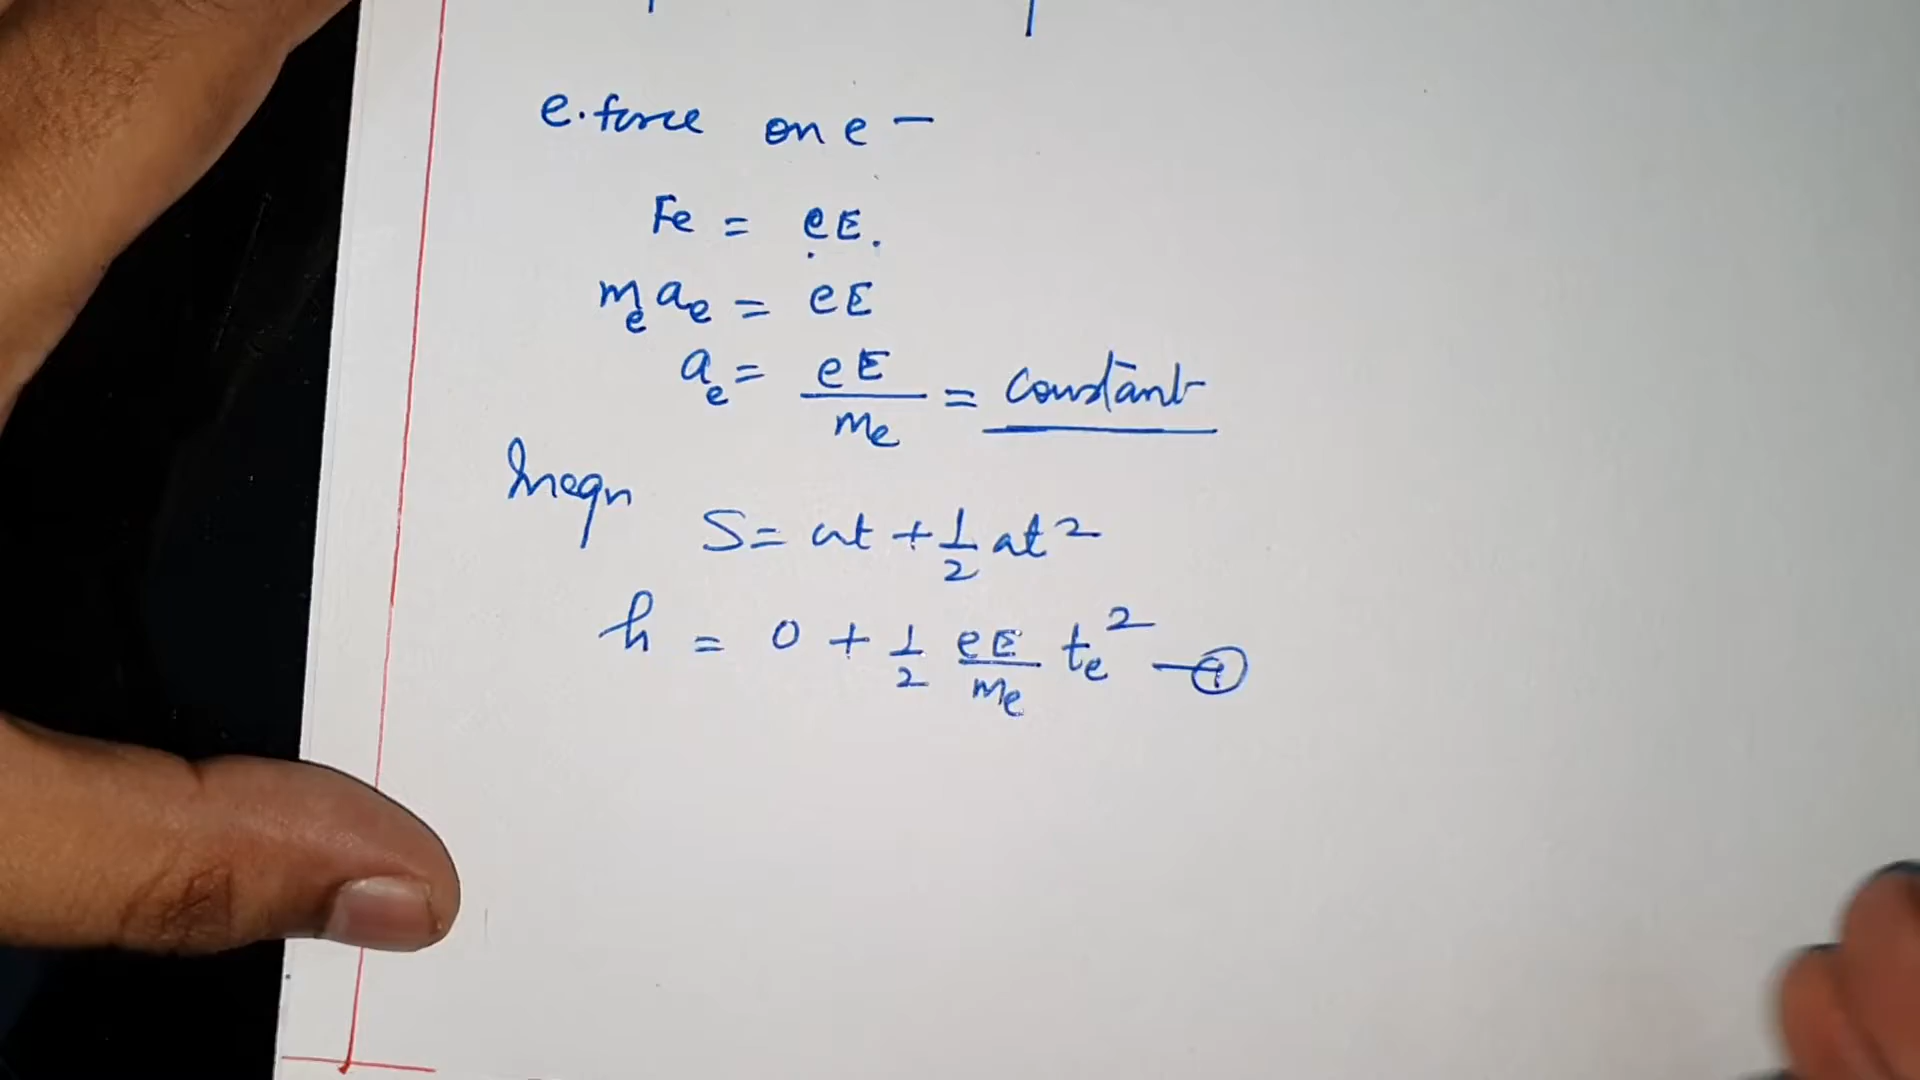 e.force on e-
Fe = eE.
mₑaₑ = eE
aₑ = eE/mₑ = constant
In eqn
S = ut + 1/2 at²
h = 0 + 1/2 eE/mₑ tₑ² —①